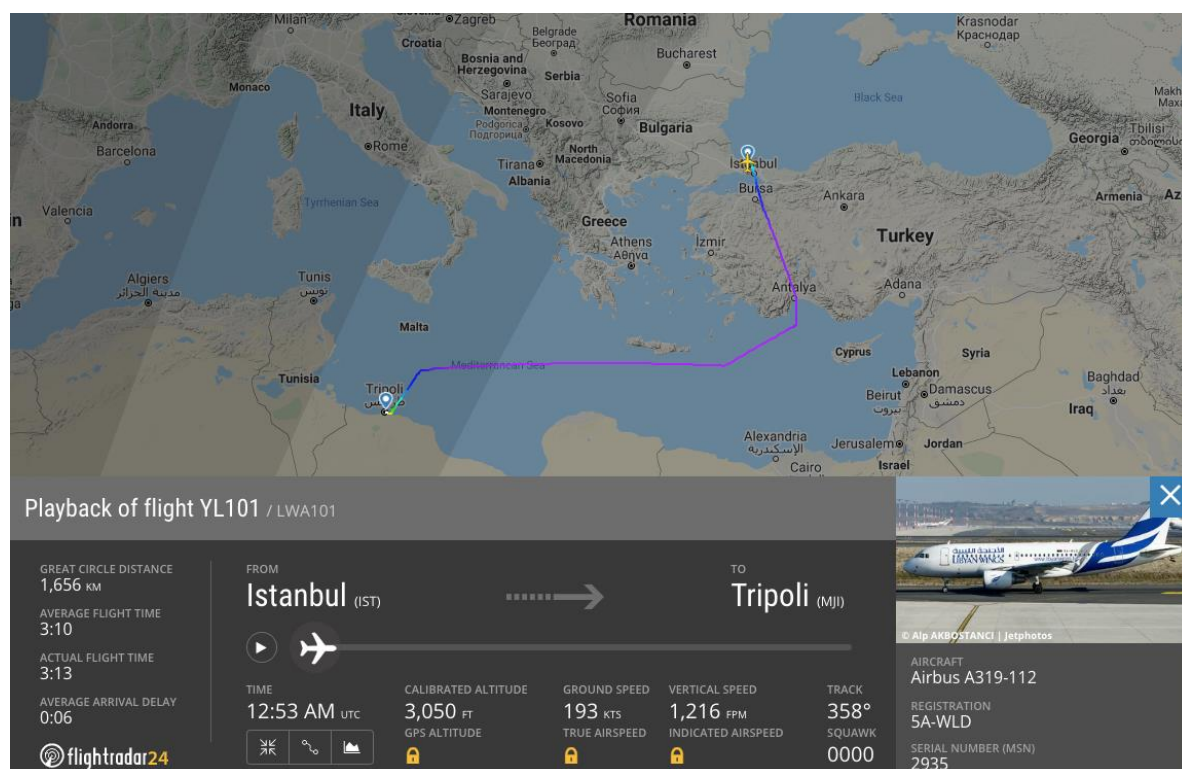 Milan
Zagreb
Romania
Krasnodar
Краснодар
Croatia
Belgrade
Београд
Bosnia and
Herzegovina
Serbia
Bucharest
Monaco
Sarajevo
Italy
Montenegro
Podgorica
Подгорица
Kosovo
Sofia
София
Bulgaria
Black Sea
Andorra
Barcelona
Rome
Tirana
North
Macedonia
Albania
Istanbul
Georgia
Tbilisi
Bursa
Ankara
Armenia
Valencia
Tyrrhenian Sea
Greece
Athens
Αθήνα
Izmir
Turkey
Algiers
مدينة الجزائر
Tunis
تونس
Antalya
Adana
Malta
Cyprus
Syria
Mediterranean Sea
Tunisia
Tripoli
Lebanon
Beirut
بيروت
Damascus
دمشق
Baghdad
بغداد
Iraq
Alexandria
الإسكندرية
Jerusalem
Jordan
Cairo
Israel
Playback of flight YL101 / LWA101
GREAT CIRCLE DISTANCE
1,656 KM
AVERAGE FLIGHT TIME
3:10
ACTUAL FLIGHT TIME
3:13
AVERAGE ARRIVAL DELAY
0:06
flightradar24
FROM
Istanbul (IST)
TO
Tripoli (MJI)
TIME
12:53 AM UTC
CALIBRATED ALTITUDE
3,050 FT
GPS ALTITUDE
GROUND SPEED
193 KTS
TRUE AIRSPEED
VERTICAL SPEED
1,216 FPM
INDICATED AIRSPEED
TRACK
358°
SQUAWK
0000
الأجنحة الليبية
LIBYAN WINGS
© Alp AKBOSTANCI | Jetphotos
AIRCRAFT
Airbus A319-112
REGISTRATION
5A-WLD
SERIAL NUMBER (MSN)
2935